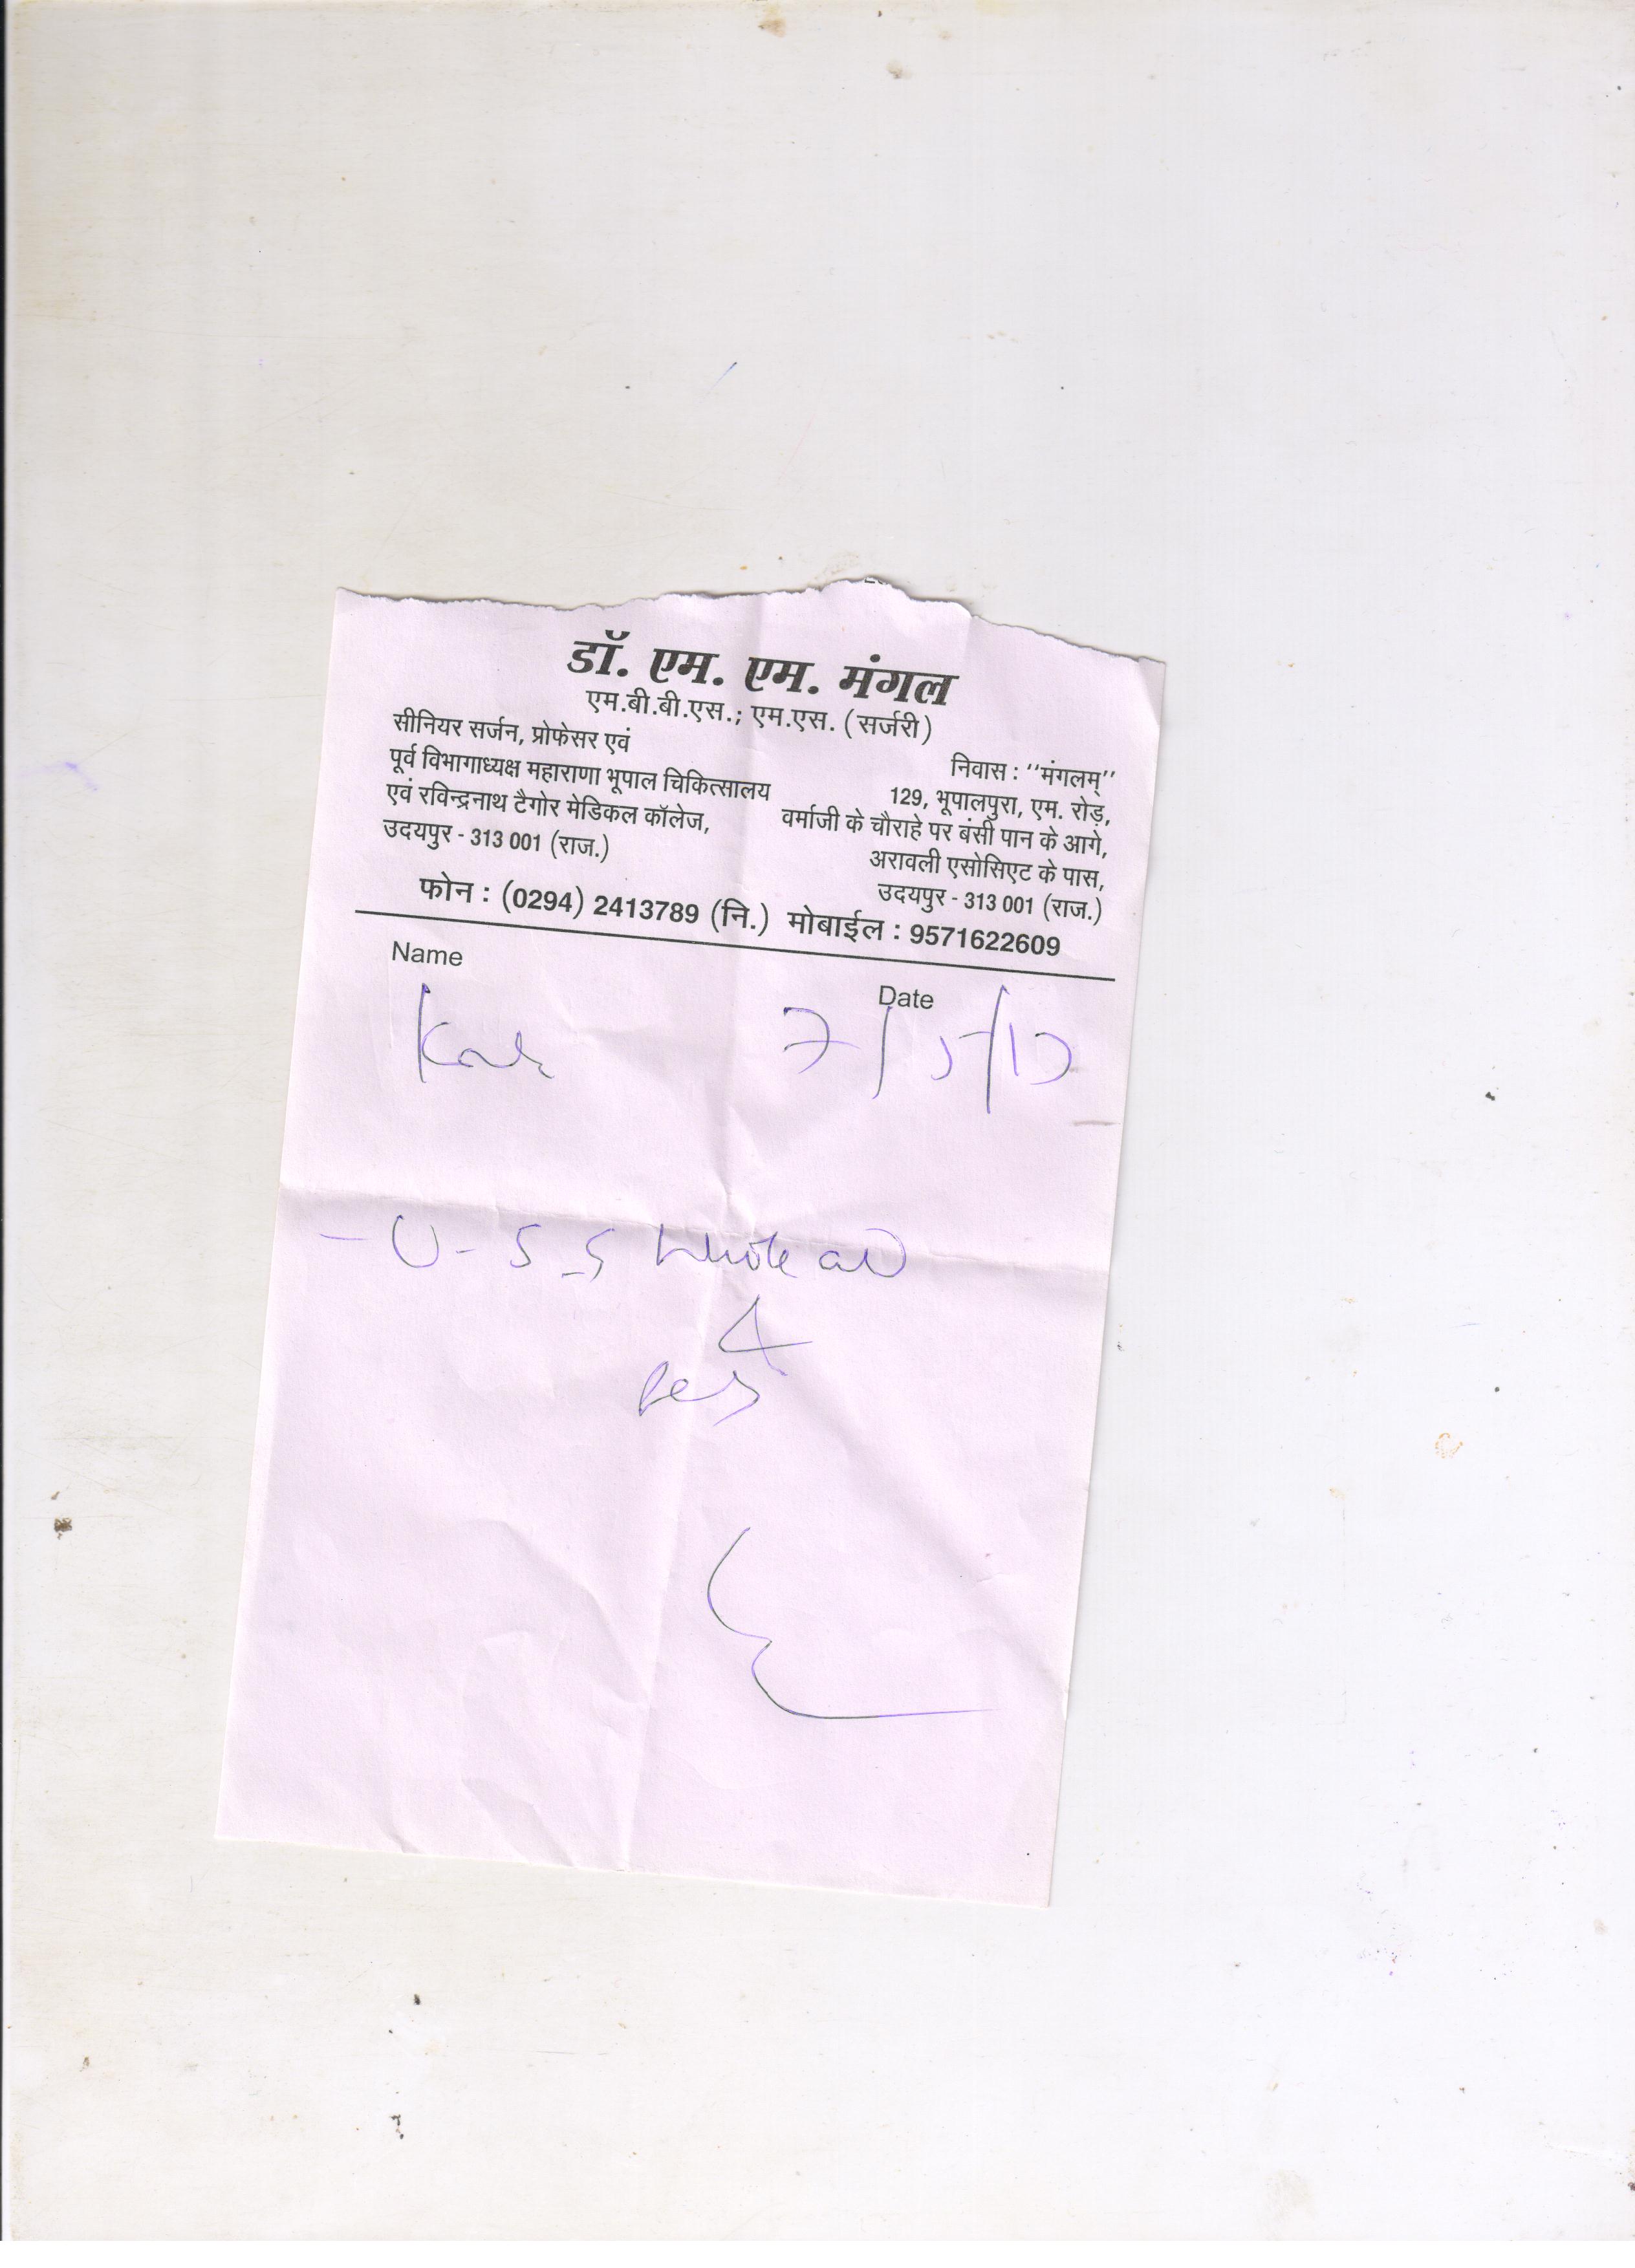 डॉ. एम. एम. मंगल
एम.बी.बी.एस.; एम.एस. (सर्जरी)
सीनियर सर्जन, प्रोफेसर एवं
पूर्व विभागाध्यक्ष महाराणा भूपाल चिकित्सालय
एवं रविन्द्रनाथ टैगोर मेडिकल कॉलेज,
उदयपुर - 313 001 (राज.)
निवास : ‘‘मंगलम्’’
129, भूपालपुरा, एम. रोड़,
वर्माजी के चौराहे पर बंसी पान के आगे,
अरावली एसोसिएट के पास,
उदयपुर - 313 001 (राज.)
फोन : (0294) 2413789 (नि.) मोबाईल : 9571622609
Name
Date
U-S-S whole